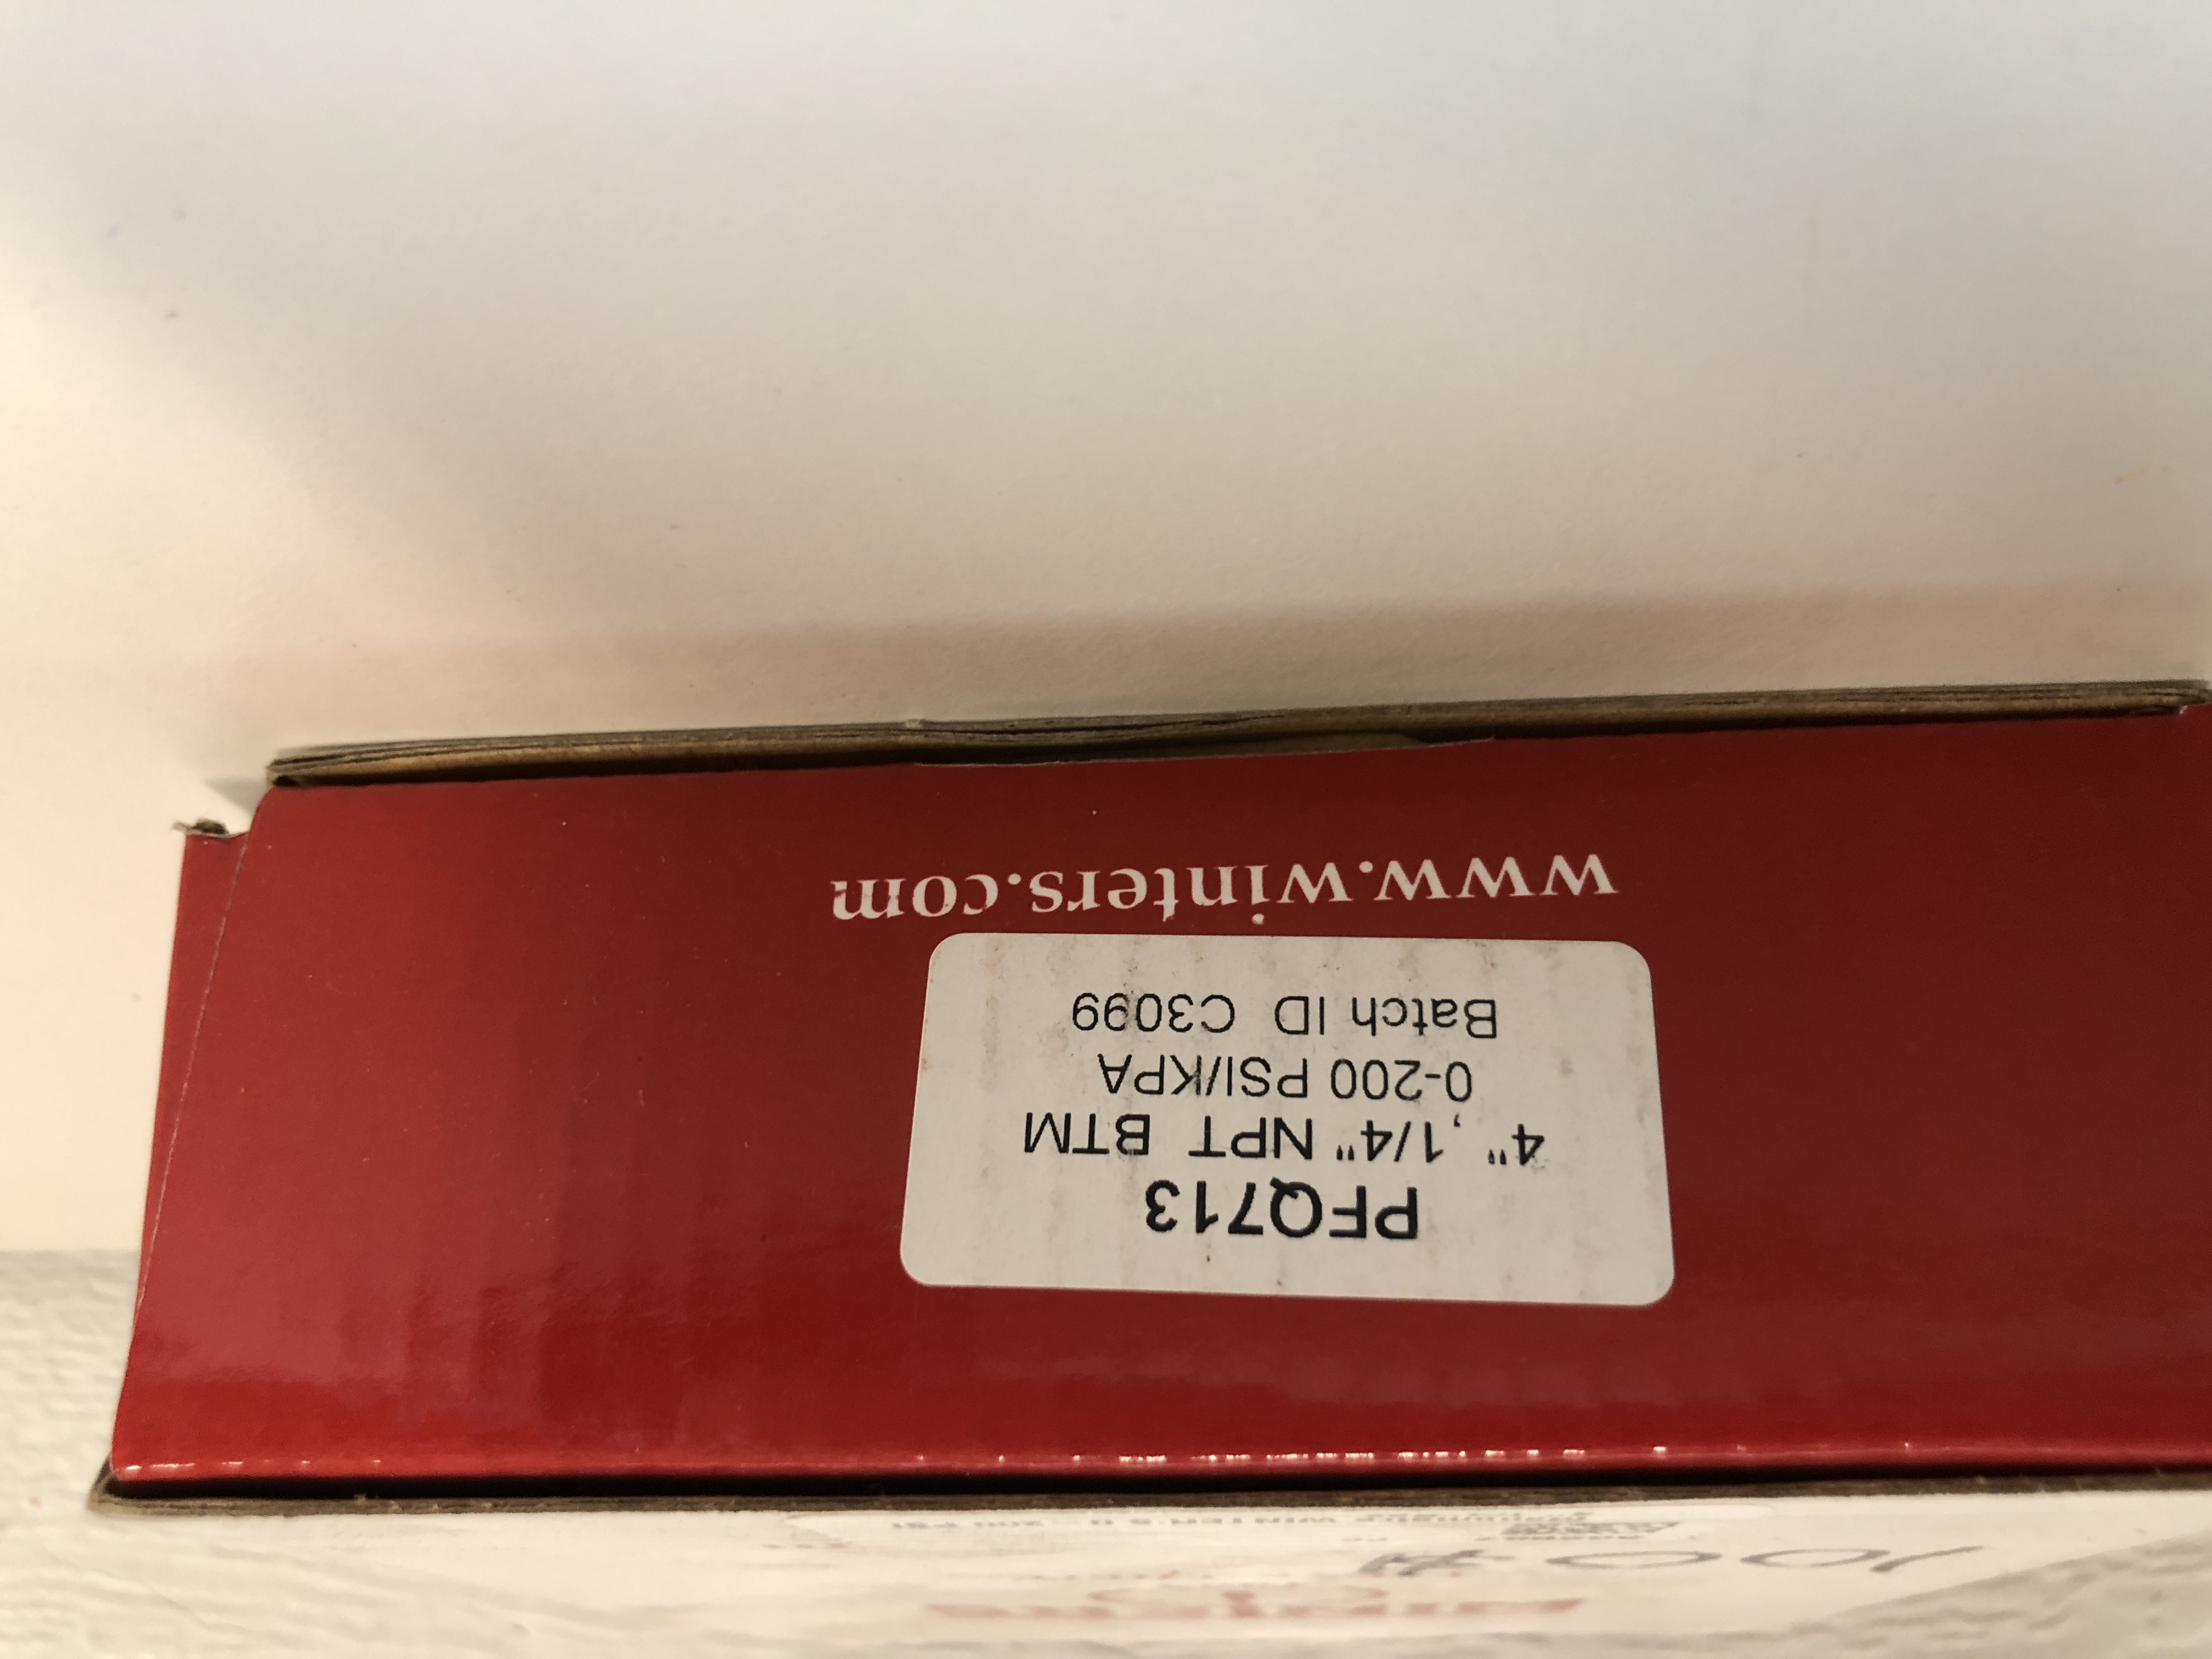 PFQ713
4", 1/4" NPT BTM
0-200 PSI/KPA
Batch ID C3099
www.winters.com